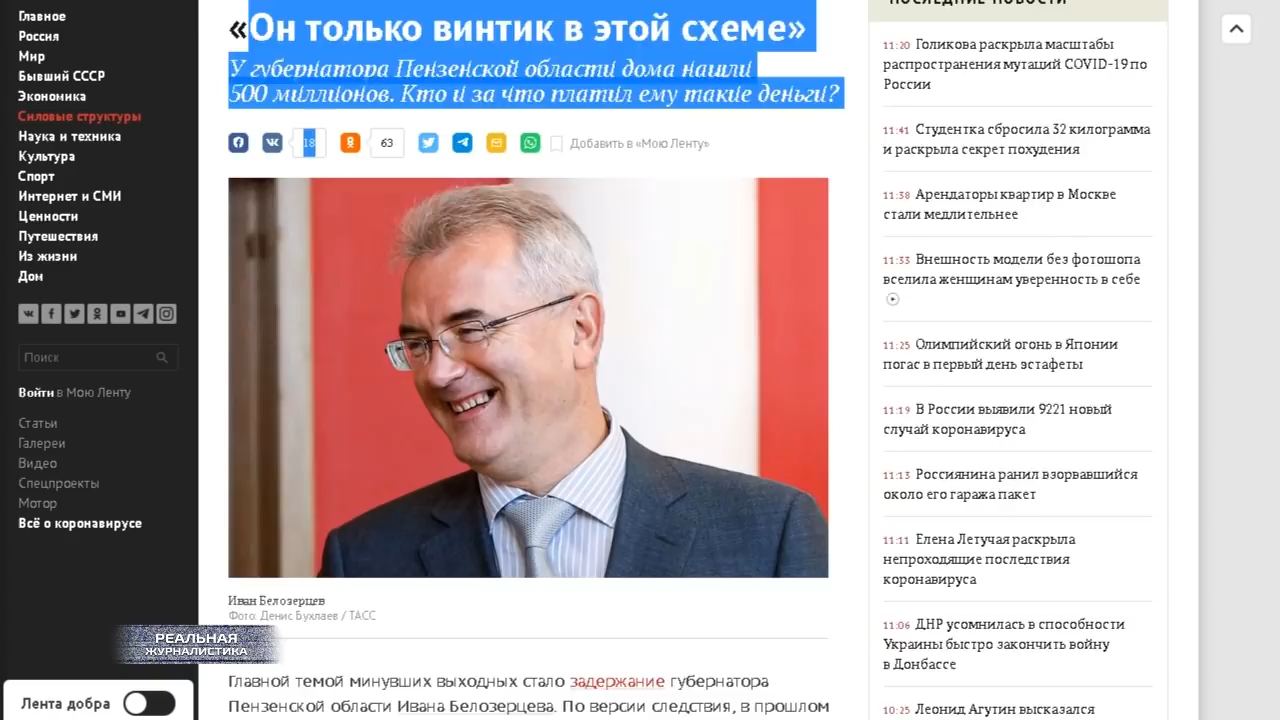 Главное
Россия
Мир
Бывший СССР
Экономика
Силовые структуры
Наука и техника
Культура
Спорт
Интернет и СМИ
Ценности
Путешествия
Из жизни
Дом
Поиск
Войти в Мою Ленту
Статьи
Галереи
Видео
Спецпроекты
Мотор
Всё о коронавирусе
РЕАЛЬНАЯ
ЖУРНАЛИСТИКА
Лента добра
«Он только винтик в этой схеме»
У губернатора Пензенской области дома нашли
500 миллионов. Кто и за что платил ему такие деньги?
18
63
Добавить в «Мою Ленту»
Иван Белозерцев
Фото: Денис Бухлаев / ТАСС
Главной темой минувших выходных стало задержание губернатора
Пензенской области Ивана Белозерцева. По версии следствия, в прошлом
ПОСЛЕДНИЕ НОВОСТИ
11:20 Голикова раскрыла масштабы
распространения мутаций COVID-19 по
России
11:41 Студентка сбросила 32 килограмма
и раскрыла секрет похудения
11:38 Арендаторы квартир в Москве
стали медлительнее
11:33 Внешность модели без фотошопа
вселила женщинам уверенность в себе
11:25 Олимпийский огонь в Японии
погас в первый день эстафеты
11:19 В России выявили 9221 новый
случай коронавируса
11:13 Россиянина ранил взорвавшийся
около его гаража пакет
11:11 Елена Летучая раскрыла
непроходящие последствия
коронавируса
11:06 ДНР усомнилась в способности
Украины быстро закончить войну
в Донбассе
10:25 Леонид Агутин высказался